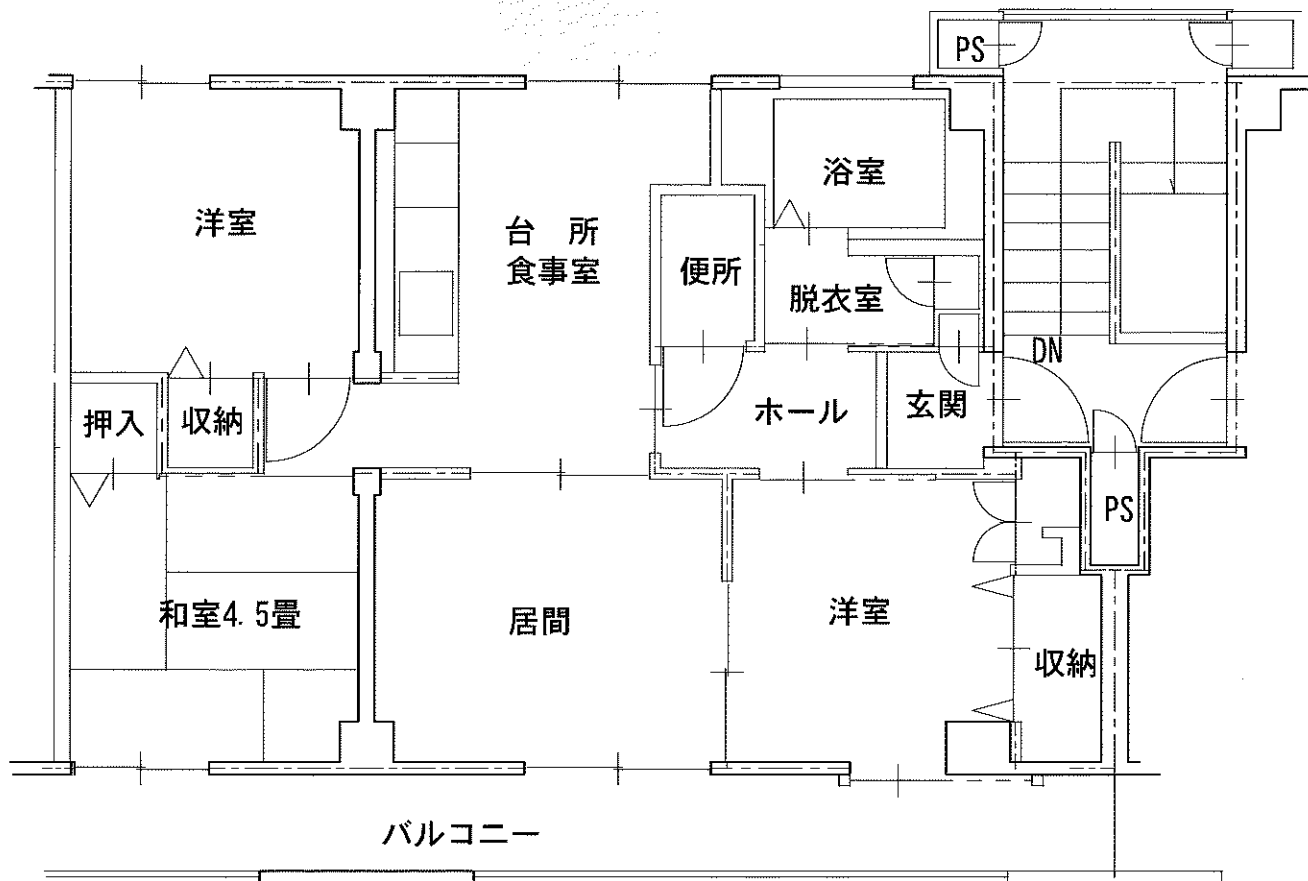 PS
浴室
洋室
台 所
食事室
便所
脱衣室
DN
押入
収納
ホール
玄関
PS
和室4.5畳
居間
洋室
収納
バルコニー